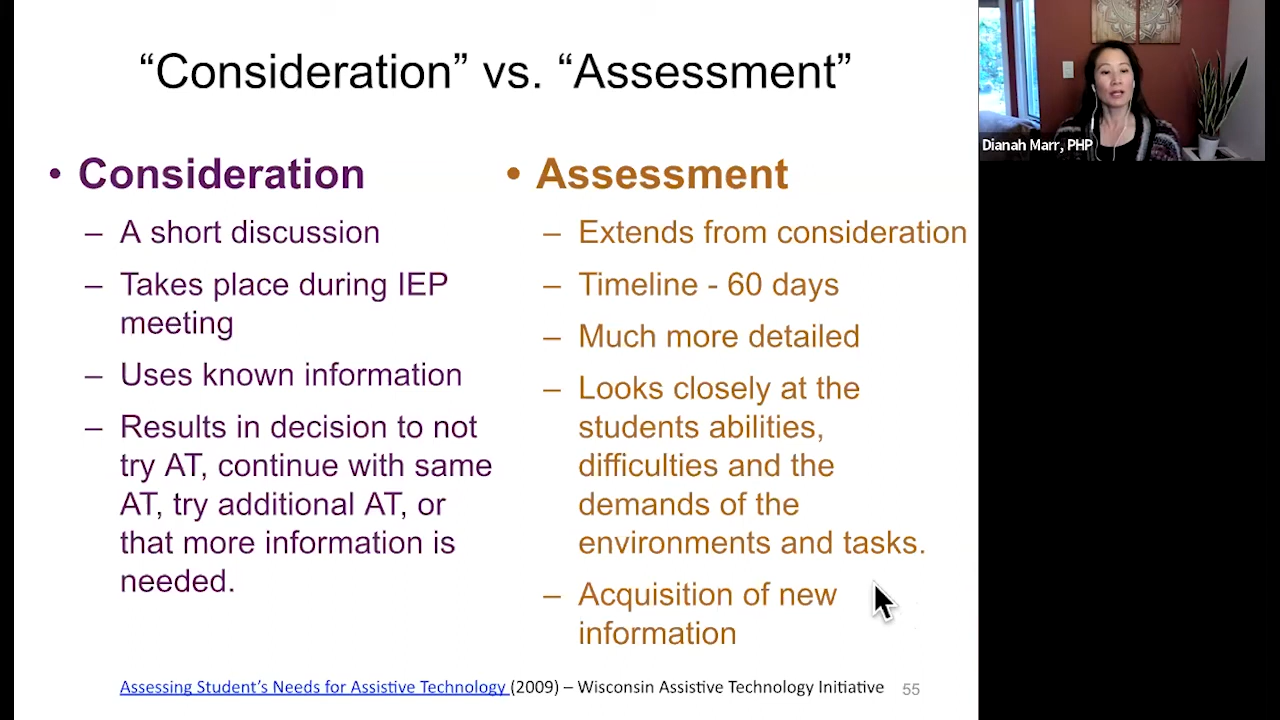 “Consideration” vs. “Assessment”
• Consideration
– A short discussion
– Takes place during IEP
meeting
– Uses known information
– Results in decision to not
try AT, continue with same
AT, try additional AT, or
that more information is
needed.
• Assessment
– Extends from consideration
– Timeline - 60 days
– Much more detailed
– Looks closely at the
students abilities,
difficulties and the
demands of the
environments and tasks.
– Acquisition of new
information
Assessing Student’s Needs for Assistive Technology (2009) – Wisconsin Assistive Technology Initiative
55
Dianah Marr, PHP